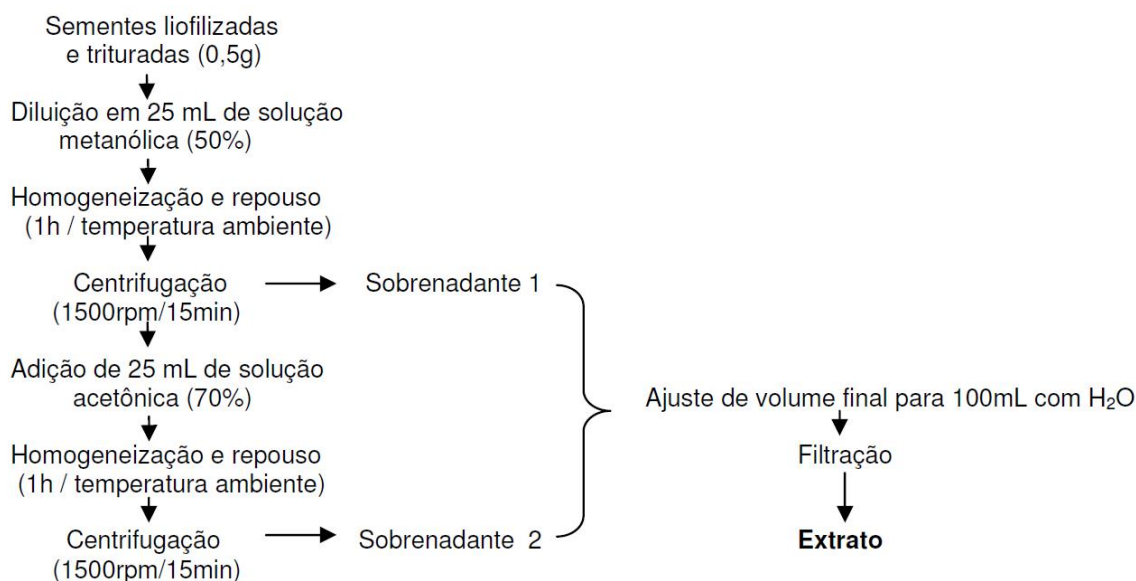 Sementes liofilizadas
e trituradas (0,5g)
Diluição em 25 mL de solução
metanólica (50%)
Homogeneização e repouso
(1h / temperatura ambiente)
Centrifugação
(1500rpm/15min)
Sobrenadante 1
Adição de 25 mL de solução
acetônica (70%)
Homogeneização e repouso
(1h / temperatura ambiente)
Centrifugação
(1500rpm/15min)
Sobrenadante 2
Ajuste de volume final para 100mL com H₂O
Filtração
Extrato